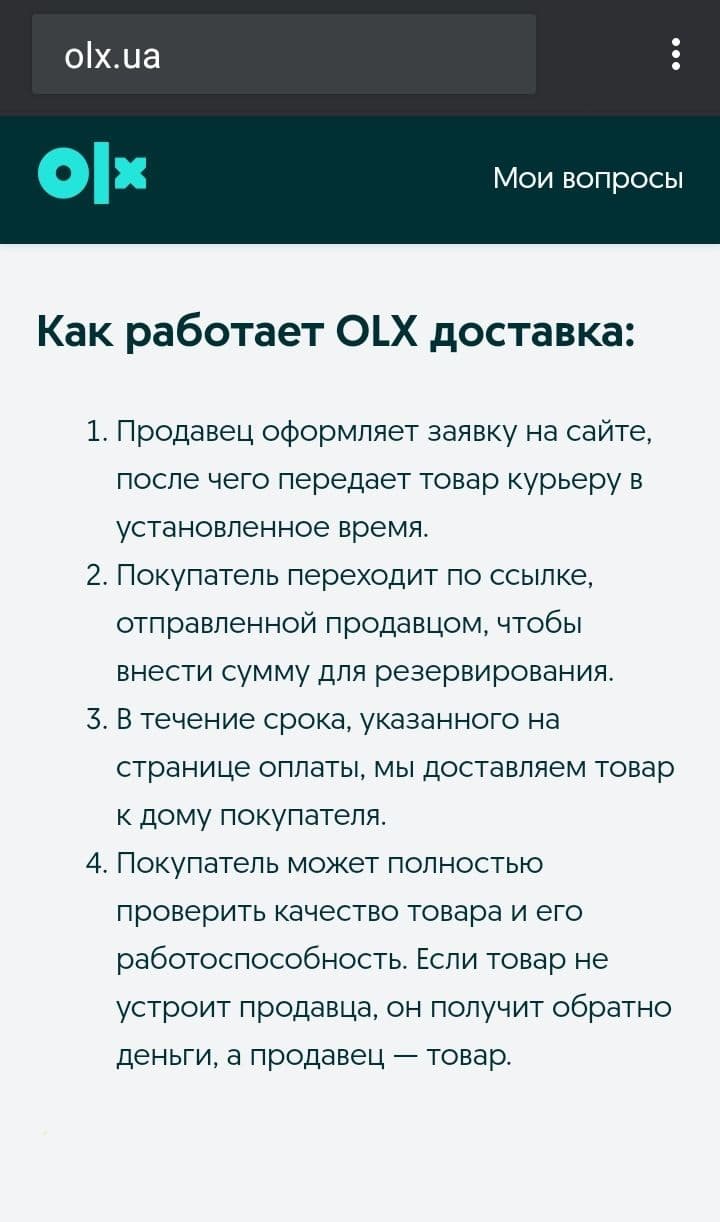 olx.ua
olx
Мои вопросы
Как работает OLX доставка:
1. Продавец оформляет заявку на сайте,
после чего передает товар курьеру в
установленное время.
2. Покупатель переходит по ссылке,
отправленной продавцом, чтобы
внести сумму для резервирования.
3. В течение срока, указанного на
странице оплаты, мы доставляем товар
к дому покупателя.
4. Покупатель может полностью
проверить качество товара и его
работоспособность. Если товар не
устроит продавца, он получит обратно
деньги, а продавец — товар.